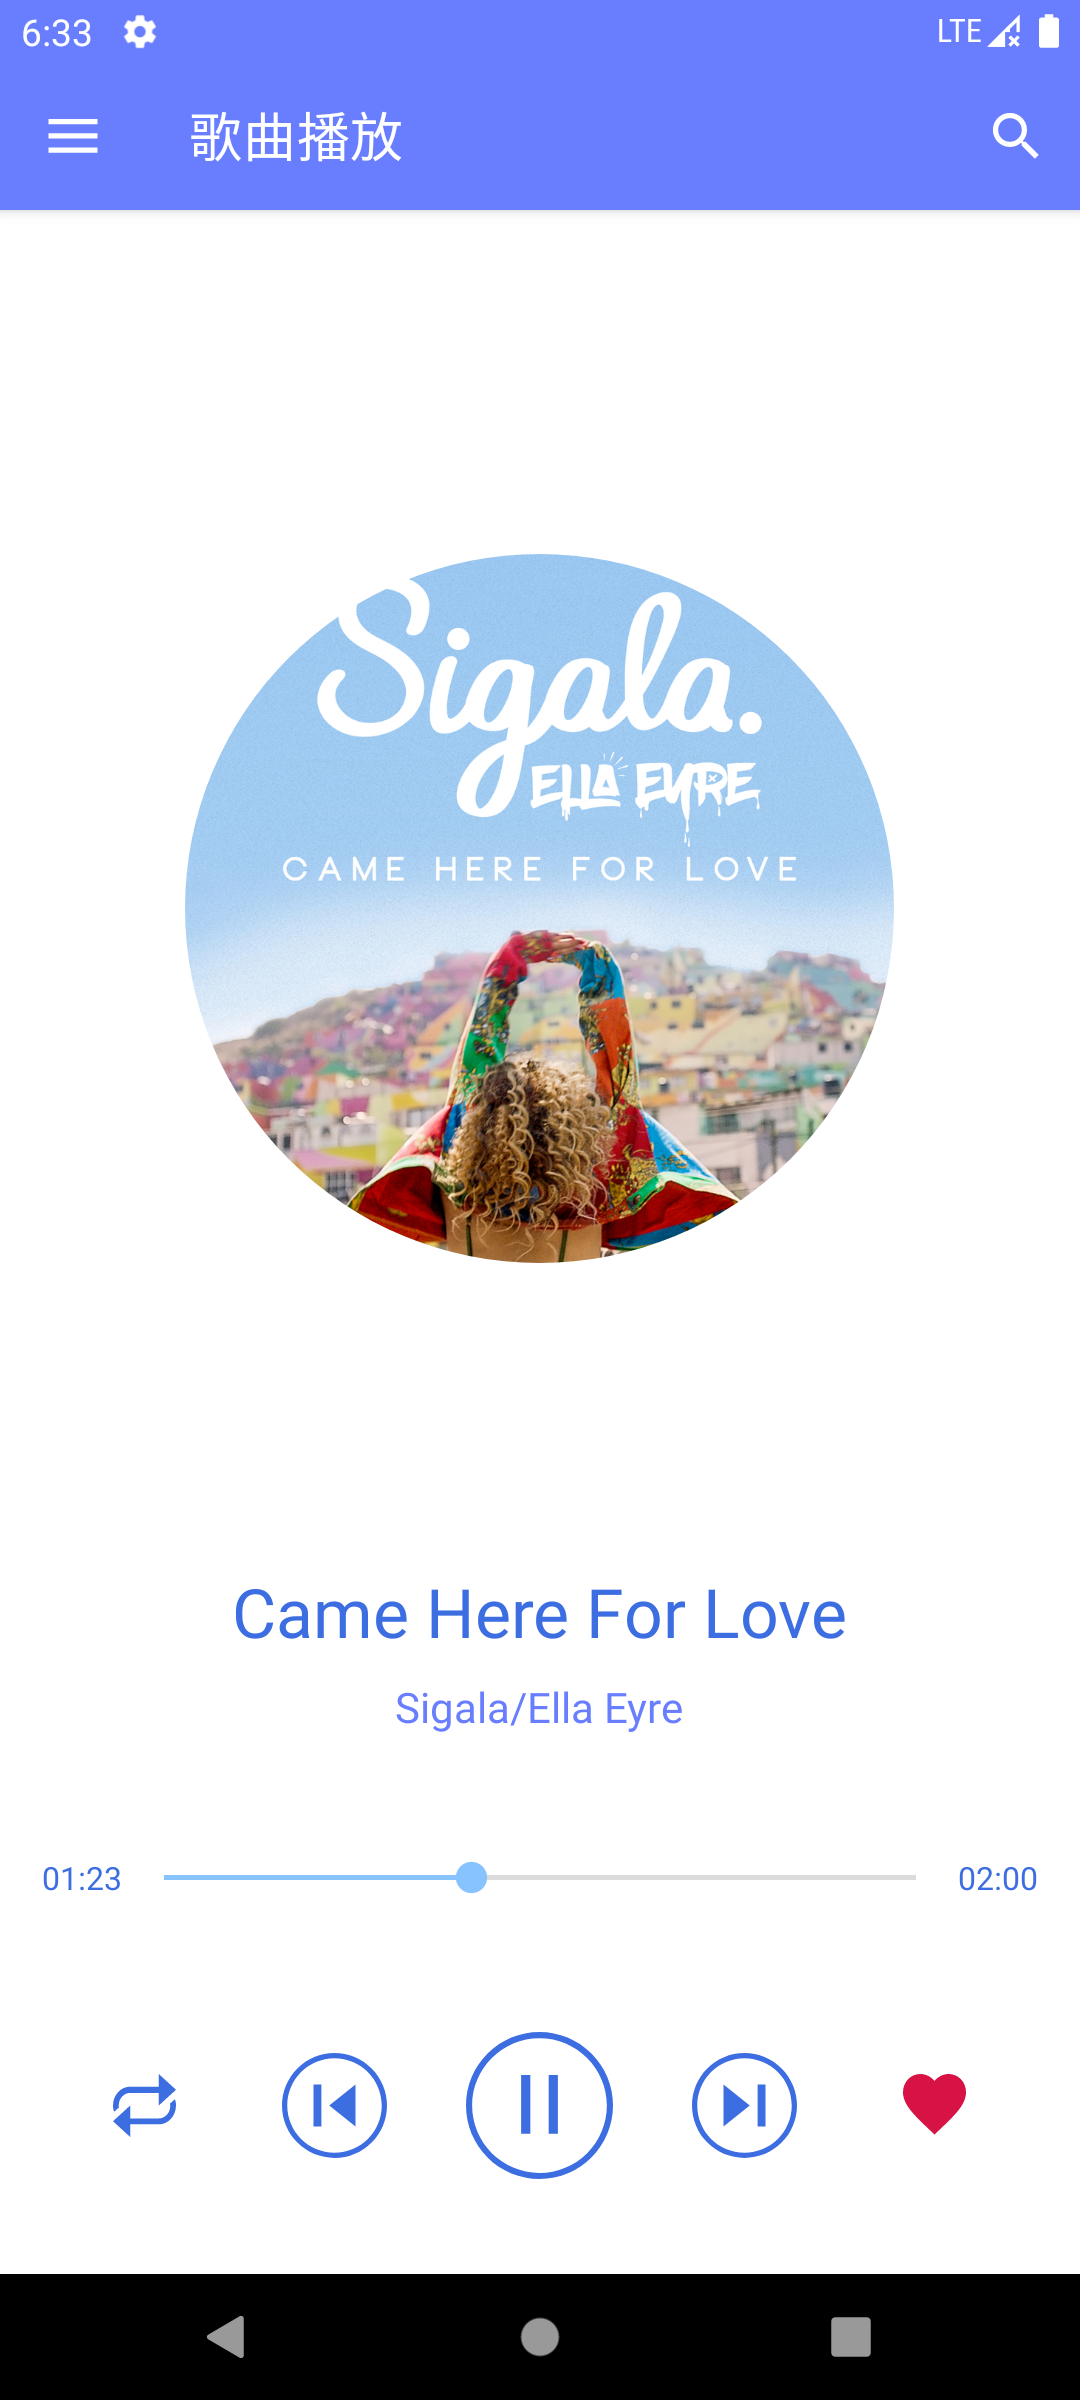 6:33
LTE
歌曲播放
Sigala.
ELLA EYRE
CAME HERE FOR LOVE
Came Here For Love
Sigala/Ella Eyre
01:23
02:00